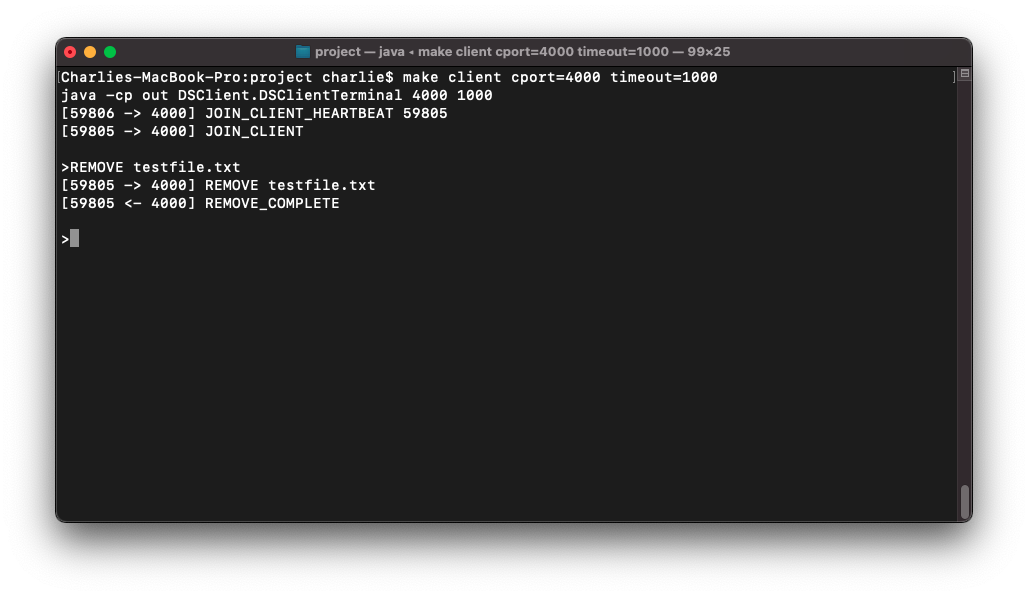 project — java ◂ make client cport=4000 timeout=1000 — 99×25
[Charlies-MacBook-Pro:project charlie$ make client cport=4000 timeout=1000 ]
java -cp out DSClient.DSClientTerminal 4000 1000
[59806 -> 4000] JOIN_CLIENT_HEARTBEAT 59805
[59805 -> 4000] JOIN_CLIENT
>REMOVE testfile.txt
[59805 -> 4000] REMOVE testfile.txt
[59805 <- 4000] REMOVE_COMPLETE
>